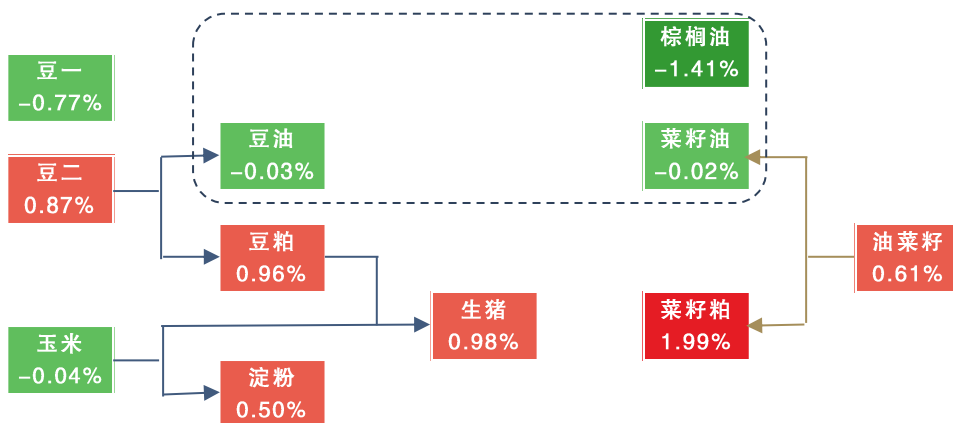 棕榈油
-1.41%
豆一
-0.77%
豆油
-0.03%
菜籽油
-0.02%
豆二
0.87%
豆粕
0.96%
油菜籽
0.61%
生猪
0.98%
菜籽粕
1.99%
玉米
-0.04%
淀粉
0.50%